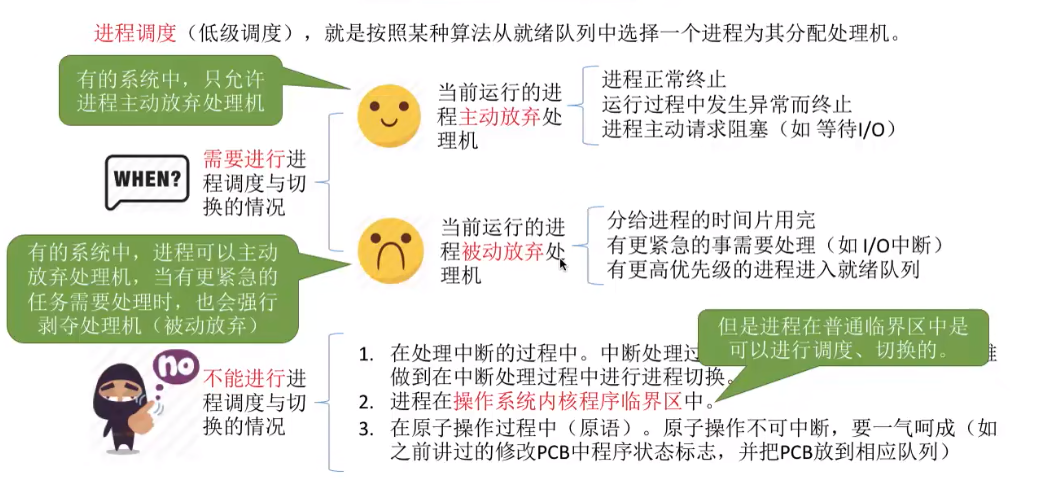 进程调度（低级调度），就是按照某种算法从就绪队列中选择一个进程为其分配处理机。
有的系统中，只允许
进程主动放弃处理机
当前运行的进
程主动放弃处
理机
进程正常终止
运行过程中发生异常而终止
进程主动请求阻塞（如 等待I/O）
WHEN?
需要进行进
程调度与切
换的情况
当前运行的进
程被动放弃处
理机
分给进程的时间片用完
有更紧急的事需要处理（如 I/O中断）
有更高优先级的进程进入就绪队列
有的系统中，进程可以主动
放弃处理机，当有更紧急的
任务需要处理时，也会强行
剥夺处理机（被动放弃）
但是进程在普通临界区中是
可以进行调度、切换的。
no
不能进行进
程调度与切
换的情况
1. 在处理中断的过程中。中断处理过
做到在中断处理过程中进行进程切换。
2. 进程在操作系统内核程序临界区中。
3. 在原子操作过程中（原语）。原子操作不可中断，要一气呵成（如
之前讲过的修改PCB中程序状态标志，并把PCB放到相应队列）